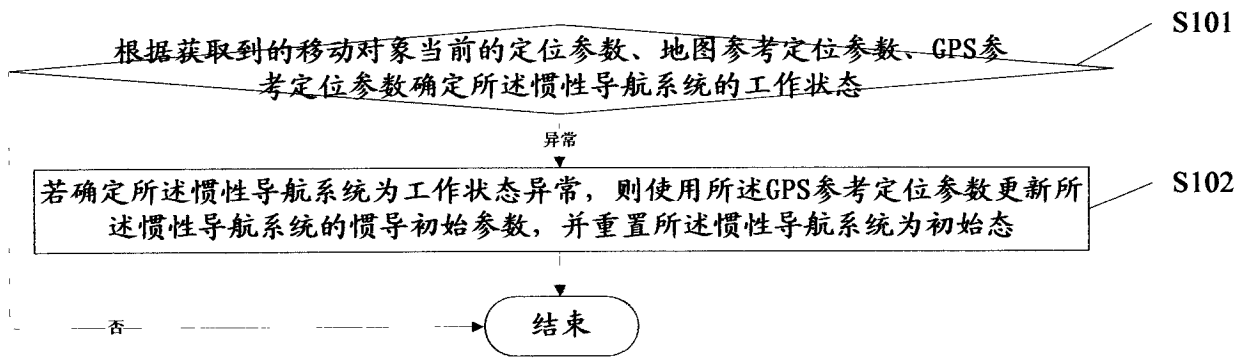 根据获取到的移动对象当前的定位参数、地图参考定位参数、GPS参
考定位参数确定所述惯性导航系统的工作状态
S101
异常
若确定所述惯性导航系统为工作状态异常，则使用所述GPS参考定位参数更新所
述惯性导航系统的惯导初始参数，并重置所述惯性导航系统为初始态
S102
否
结束